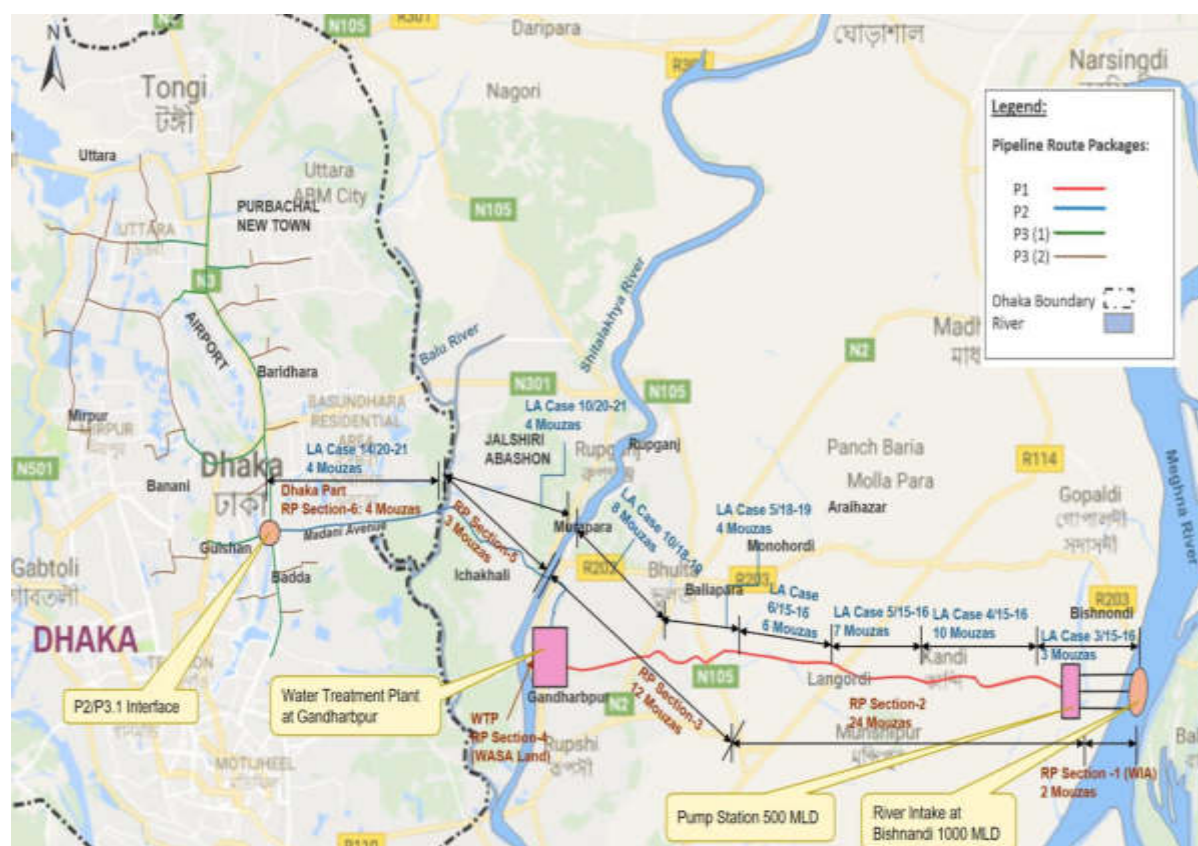 N
Tongi
টঙ্গী
Uttara
Uttara
ABM City
PURBACHAL
NEW TOWN
UTTARA
N3
AIRPORT
Baridhara
BASUNDHARA
RESIDENTIAL
AREA
Mirpur
MIRPUR
N501
Banani
Dhaka
ঢাকা
Gulshan
Badda
Gabtoli
গাবতলী
DHAKA
MOTIJHEEL
LA Case 14/20-21
4 Mouzas
Dhaka Part
RP Section-6: 4 Mouzas
Madani Avenue
P2/P3.1 Interface
R301
N105
Daripara
Nagori
ঘোড়াশাল
Narsingdi
নরসিংদী
N105
Balu River
Shitalakhya River
N301
LA Case 10/20-21
4 Mouzas
JALSHIRI
ABASHON
N105
Rupganj
Rupganj
RP Section-5
3 Mouzas
Murapara
Ichakhali
LA Case 10/18-19
8 Mouzas
R202
Bhulta
LA Case 5/18-19
4 Mouzas
Monohordi
Ballapara
R203
N2
Panch Baria
Molla Para
Araihazar
R114
Gopaldi
গোপালদী
Meghna River
R203
Bishnondi
LA Case
6/15-16
6 Mouzas
LA Case 5/15-16
7 Mouzas
LA Case 4/15-16
10 Mouzas
LA Case 3/15-16
3 Mouzas
Kandi
Langordi
N105
RP Section-3
12 Mouzas
RP Section-2
24 Mouzas
Munshipur
RP Section -1 (WIA)
2 Mouzas
Water Treatment Plant
at Gandharbpur
Gandharbpur
N2
WTP
RP Section-4
(WASA Land)
Rupshi
রূপসী
Pump Station 500 MLD
River Intake at
Bishnandi 1000 MLD
R110
Legend:
Pipeline Route Packages:
P1
P2
P3 (1)
P3 (2)
Dhaka Boundary
River